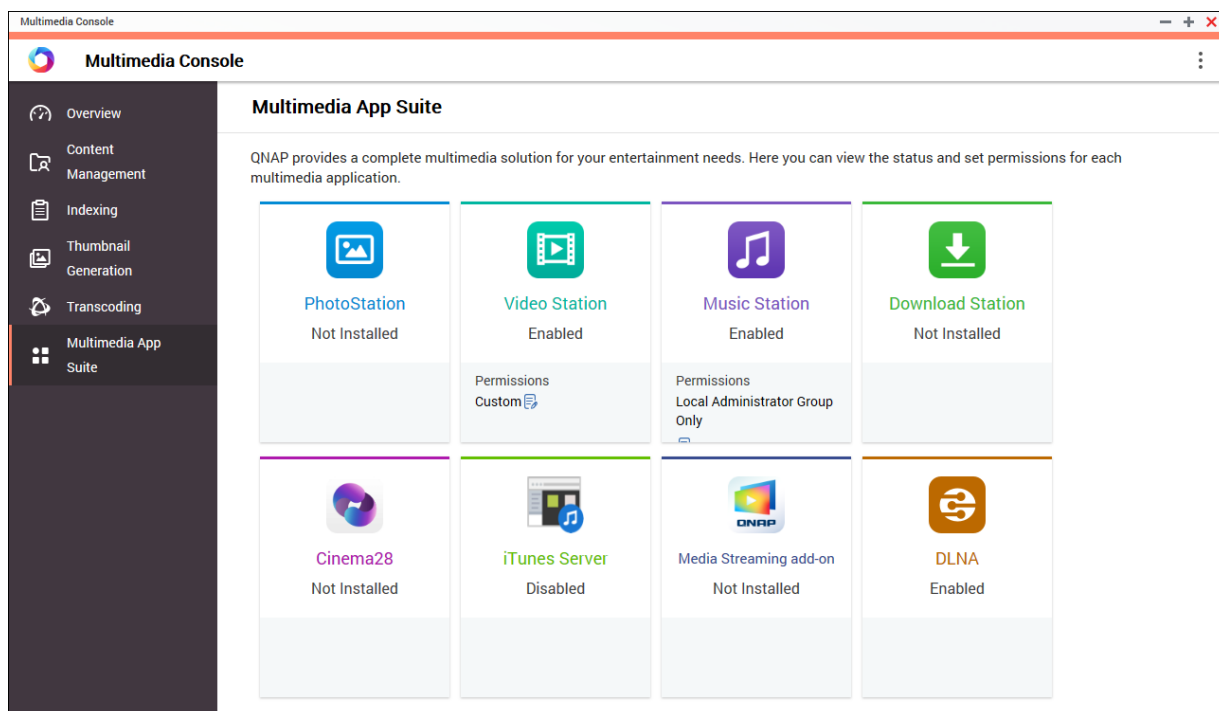 Multimedia Console
Multimedia Console
Overview
Content
Management
Indexing
Thumbnail
Generation
Transcoding
Multimedia App
Suite
Multimedia App Suite
QNAP provides a complete multimedia solution for your entertainment needs. Here you can view the status and set permissions for each
multimedia application.
PhotoStation
Not Installed
Video Station
Enabled
Permissions
Custom
Music Station
Enabled
Permissions
Local Administrator Group
Only
Download Station
Not Installed
Cinema28
Not Installed
iTunes Server
Disabled
QNAP
Media Streaming add-on
Not Installed
DLNA
Enabled